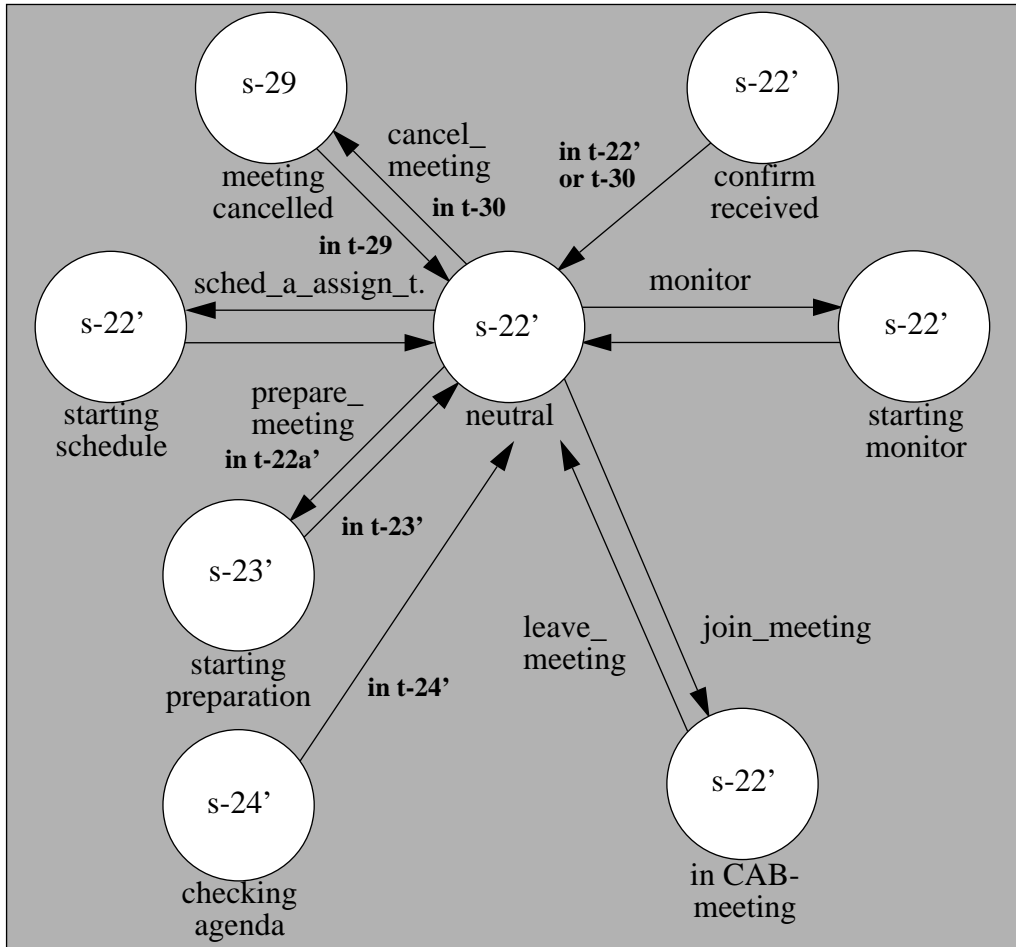 s-29
s-22’
cancel_
meeting
in t-22’
or t-30
meeting
cancelled
confirm
received
in t-30
in t-29
sched_a_assign_t.
monitor
s-22’
s-22’
s-22’
prepare_
meeting
starting
schedule
neutral
starting
monitor
in t-22a’
in t-23’
s-23’
leave_
meeting
join_meeting
starting
preparation
in t-24’
s-24’
s-22’
checking
agenda
in CAB-
meeting